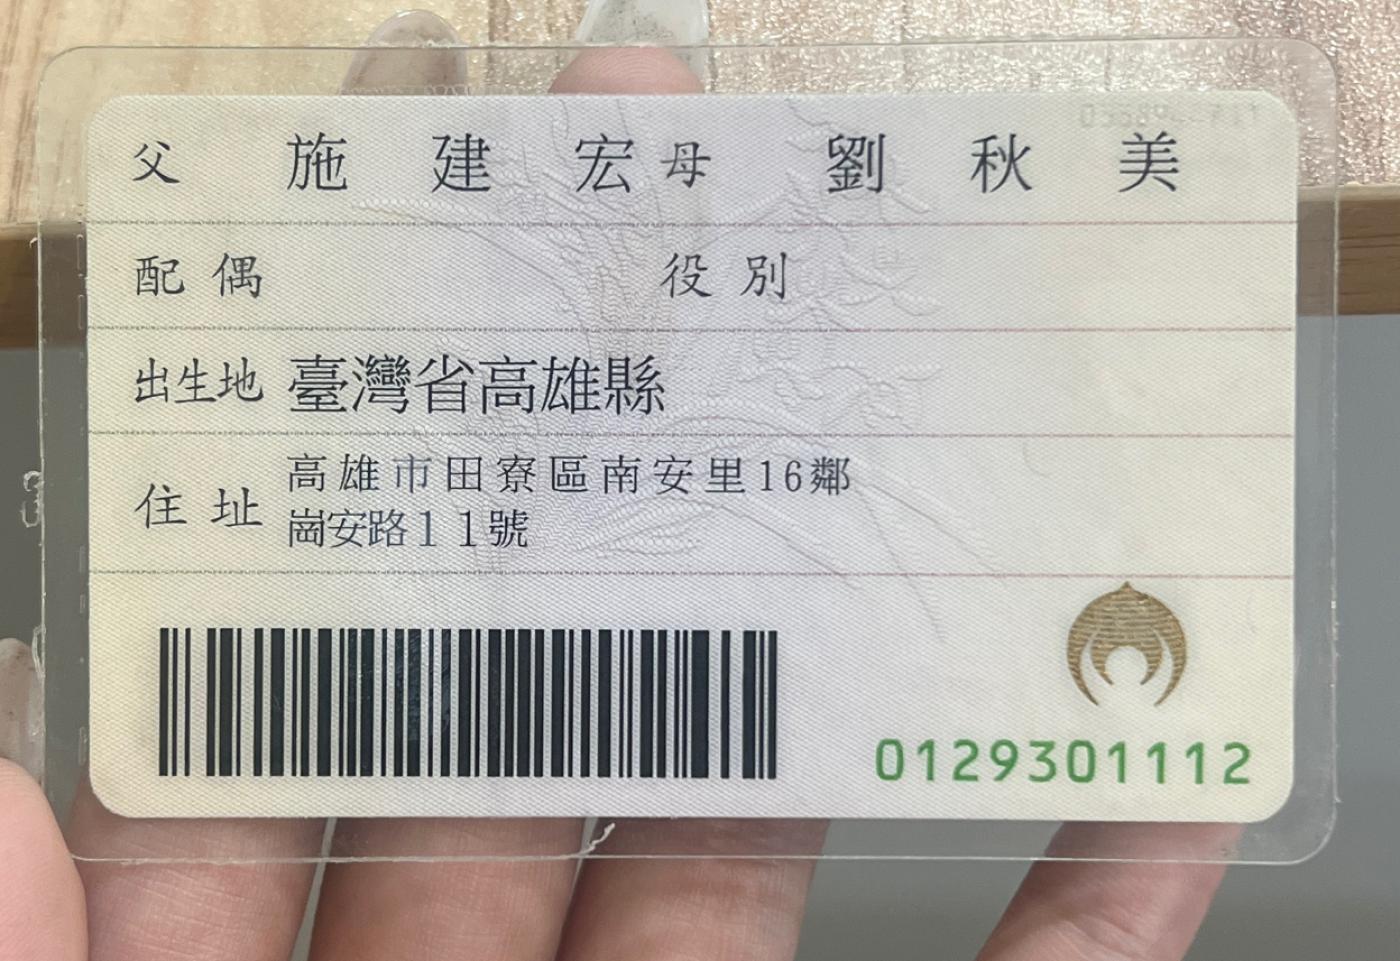 父 施建宏 母 劉秋美
配偶 役別
出生地 臺灣省高雄縣
住址 高雄市田寮區南安里16鄰
崗安路11號
0129301112